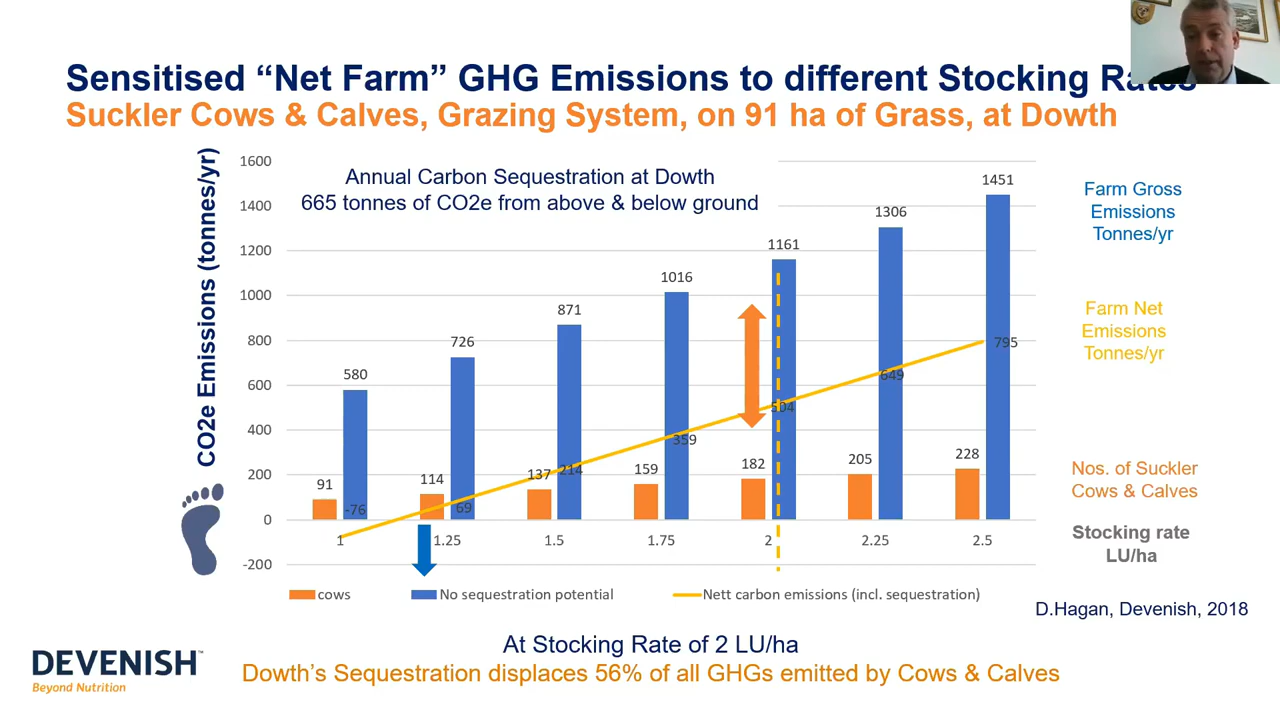 Sensitised “Net Farm” GHG Emissions to different Stocking Rates
Suckler Cows & Calves, Grazing System, on 91 ha of Grass, at Dowth
CO2e Emissions (tonnes/yr)
Annual Carbon Sequestration at Dowth
665 tonnes of CO2e from above & below ground
1600
1400
1200
1000
800
600
400
200
0
-200
91
580
-76
114
726
69
137
871
214
159
1016
359
182
1161
504
205
1306
649
228
1451
795
1
1.25
1.5
1.75
2
2.25
2.5
cows
No sequestration potential
Nett carbon emissions (incl. sequestration)
Farm Gross
Emissions
Tonnes/yr
Farm Net
Emissions
Tonnes/yr
Nos. of Suckler
Cows & Calves
Stocking rate
LU/ha
D.Hagan, Devenish, 2018
At Stocking Rate of 2 LU/ha
Dowth’s Sequestration displaces 56% of all GHGs emitted by Cows & Calves
DEVENISH™
Beyond Nutrition